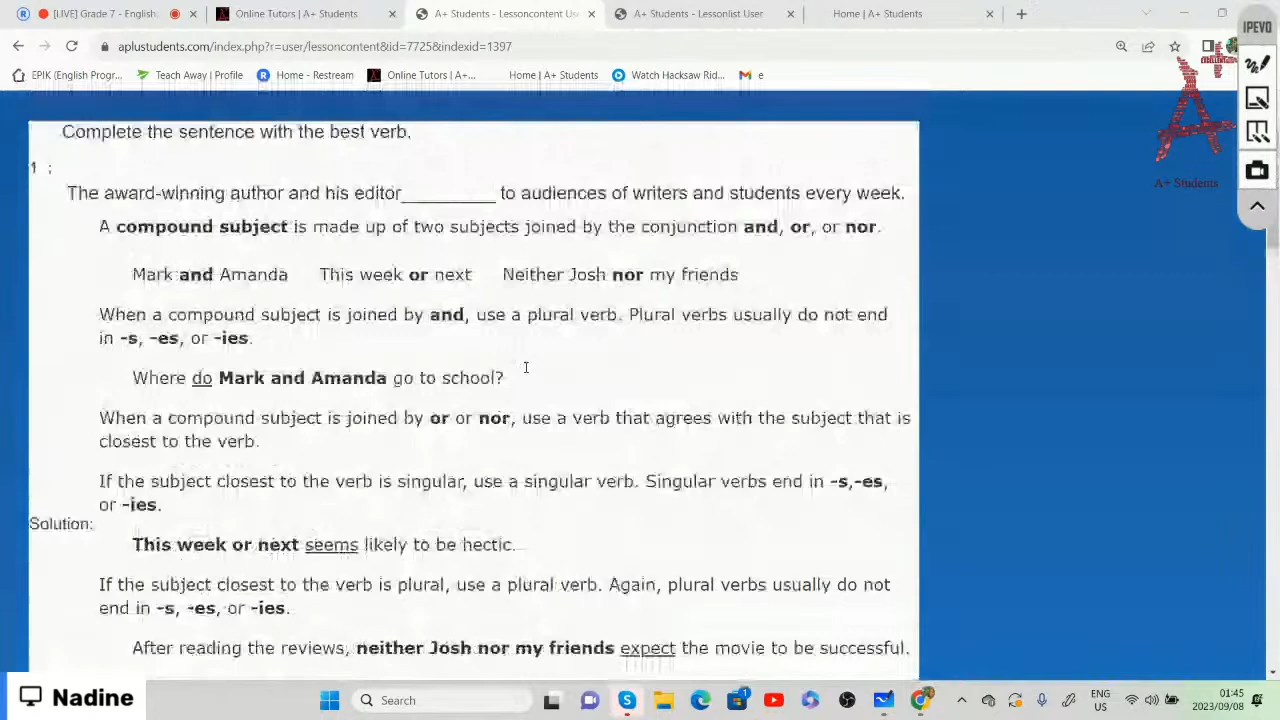 [LIVE] Grade 7- English
Online Tutors | A+ Students
A+ Students - Lessoncontent Use
A+ Students - Lessonlist User
Home | A+ Students
IPEVO
aplustudents.com/index.php?r=user/lessoncontent&id=7725&indexid=1397
EPIK (English Progr...
Teach Away | Profile
Home - Restream
Online Tutors | A+...
Home | A+ Students
Watch Hacksaw Rid...
e
A+ Students
Complete the sentence with the best verb.
1 ;
The award-winning author and his editor__________ to audiences of writers and students every week.
A compound subject is made up of two subjects joined by the conjunction and, or, or nor.
Mark and Amanda This week or next Neither Josh nor my friends
When a compound subject is joined by and, use a plural verb. Plural verbs usually do not end
in -s, -es, or -ies.
Where do Mark and Amanda go to school?
When a compound subject is joined by or or nor, use a verb that agrees with the subject that is
closest to the verb.
If the subject closest to the verb is singular, use a singular verb. Singular verbs end in -s,-es,
or -ies.
Solution:
This week or next seems likely to be hectic.
If the subject closest to the verb is plural, use a plural verb. Again, plural verbs usually do not
end in -s, -es, or -ies.
After reading the reviews, neither Josh nor my friends expect the movie to be successful.
Nadine
Search
ENG
US
01:45
2023/09/08